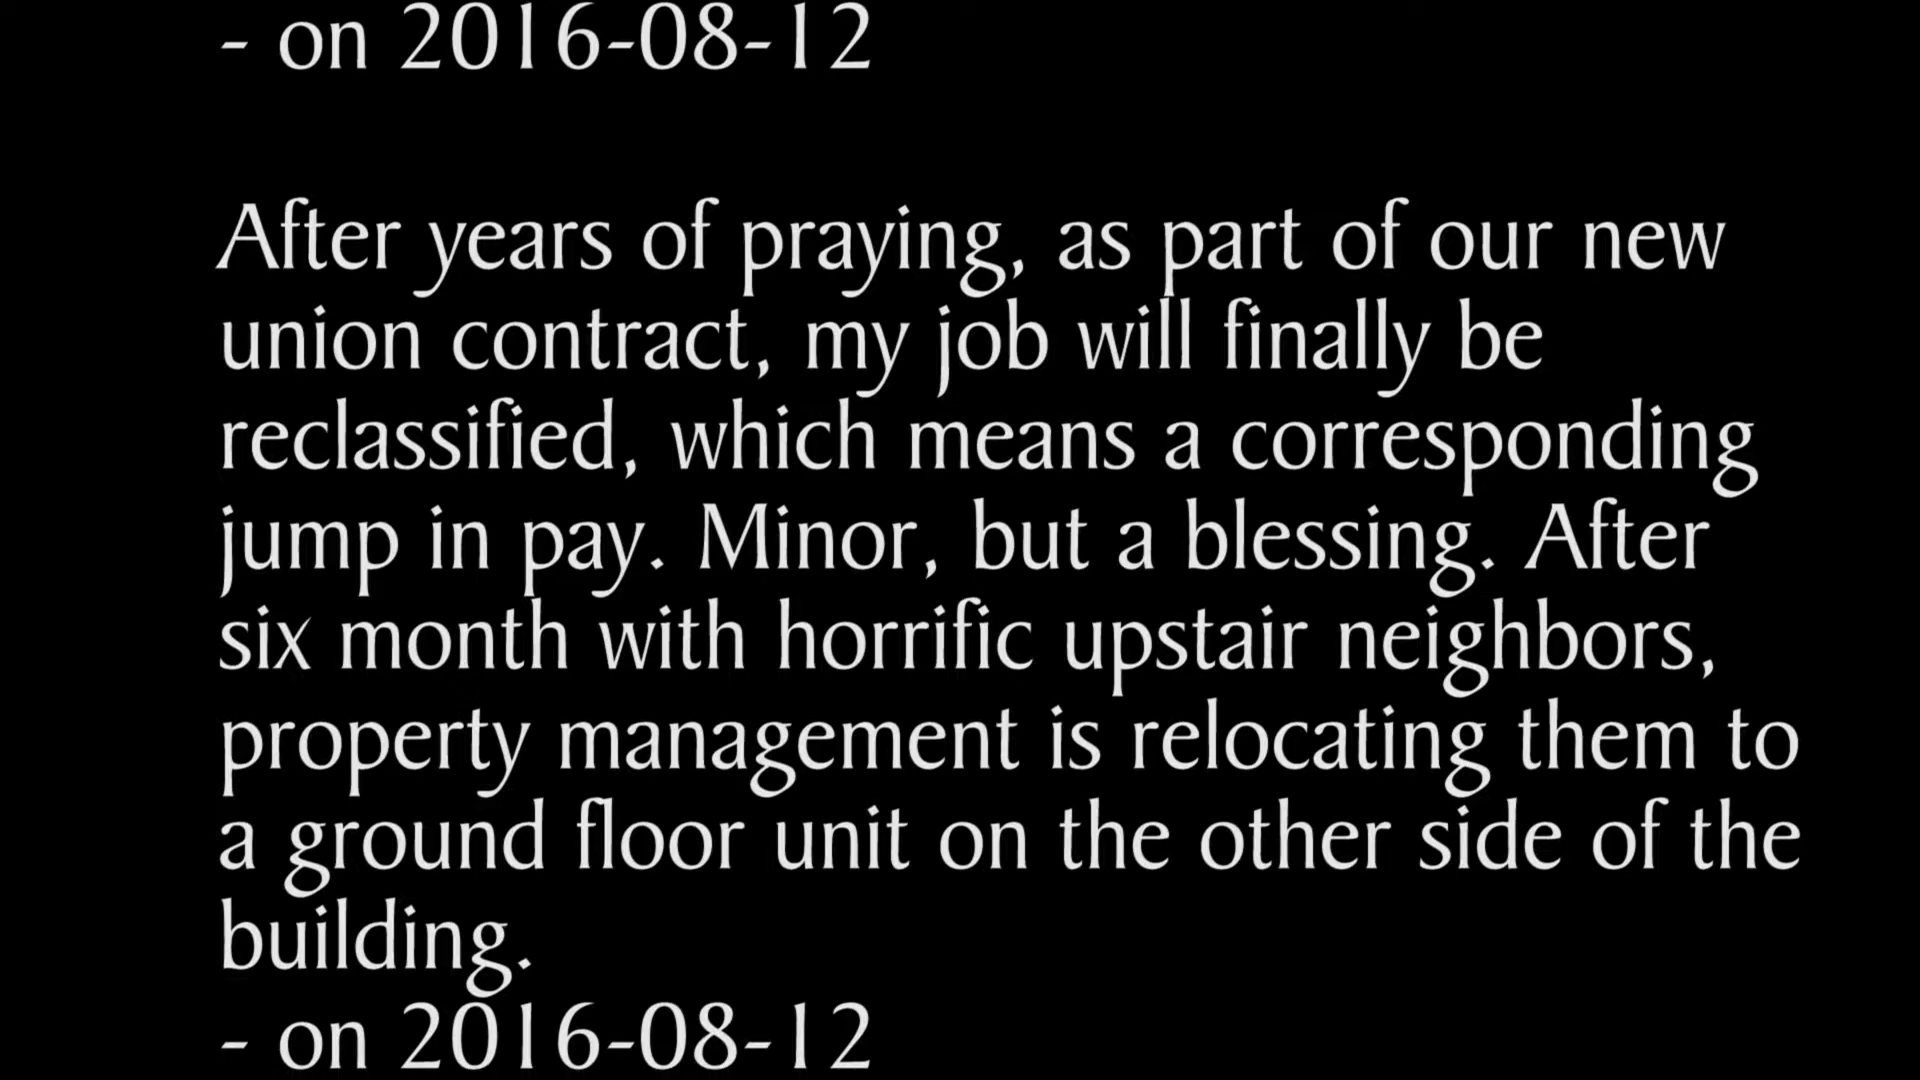 - on 2016-08-12
After years of praying, as part of our new
union contract, my job will finally be
reclassified, which means a corresponding
jump in pay. Minor, but a blessing. After
six month with horrific upstair neighbors,
property management is relocating them to
a ground floor unit on the other side of the
building.
- on 2016-08-12